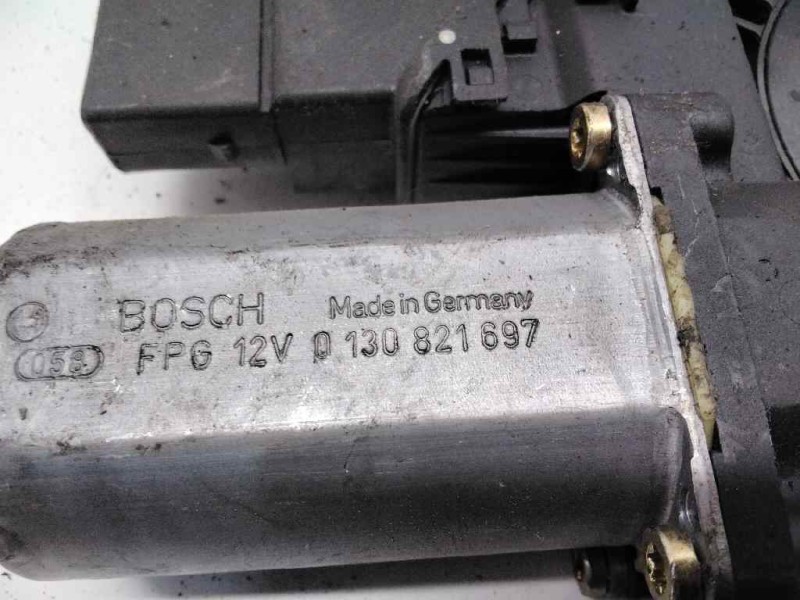 BOSCH Made in Germany
058 FPG 12V 0 130 821 697